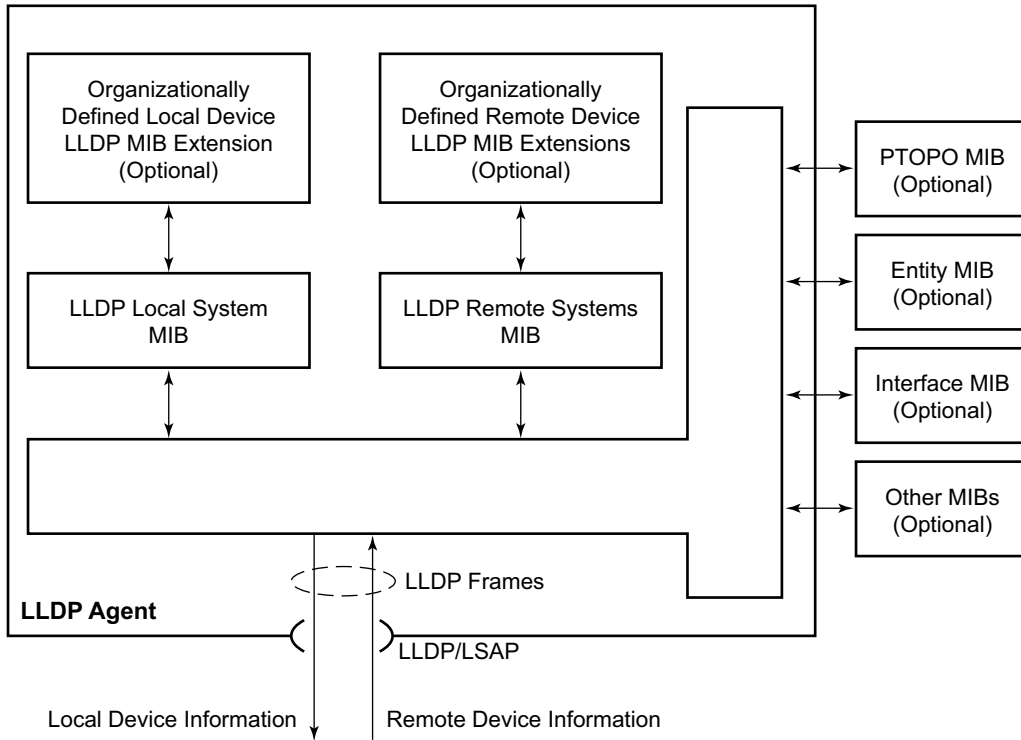 Organizationally
Defined Local Device
LLDP MIB Extension
(Optional)
Organizationally
Defined Remote Device
LLDP MIB Extensions
(Optional)
PTOPO MIB
(Optional)
Entity MIB
(Optional)
LLDP Local System
MIB
LLDP Remote Systems
MIB
Interface MIB
(Optional)
Other MIBs
(Optional)
LLDP Frames
LLDP Agent
LLDP/LSAP
Local Device Information
Remote Device Information